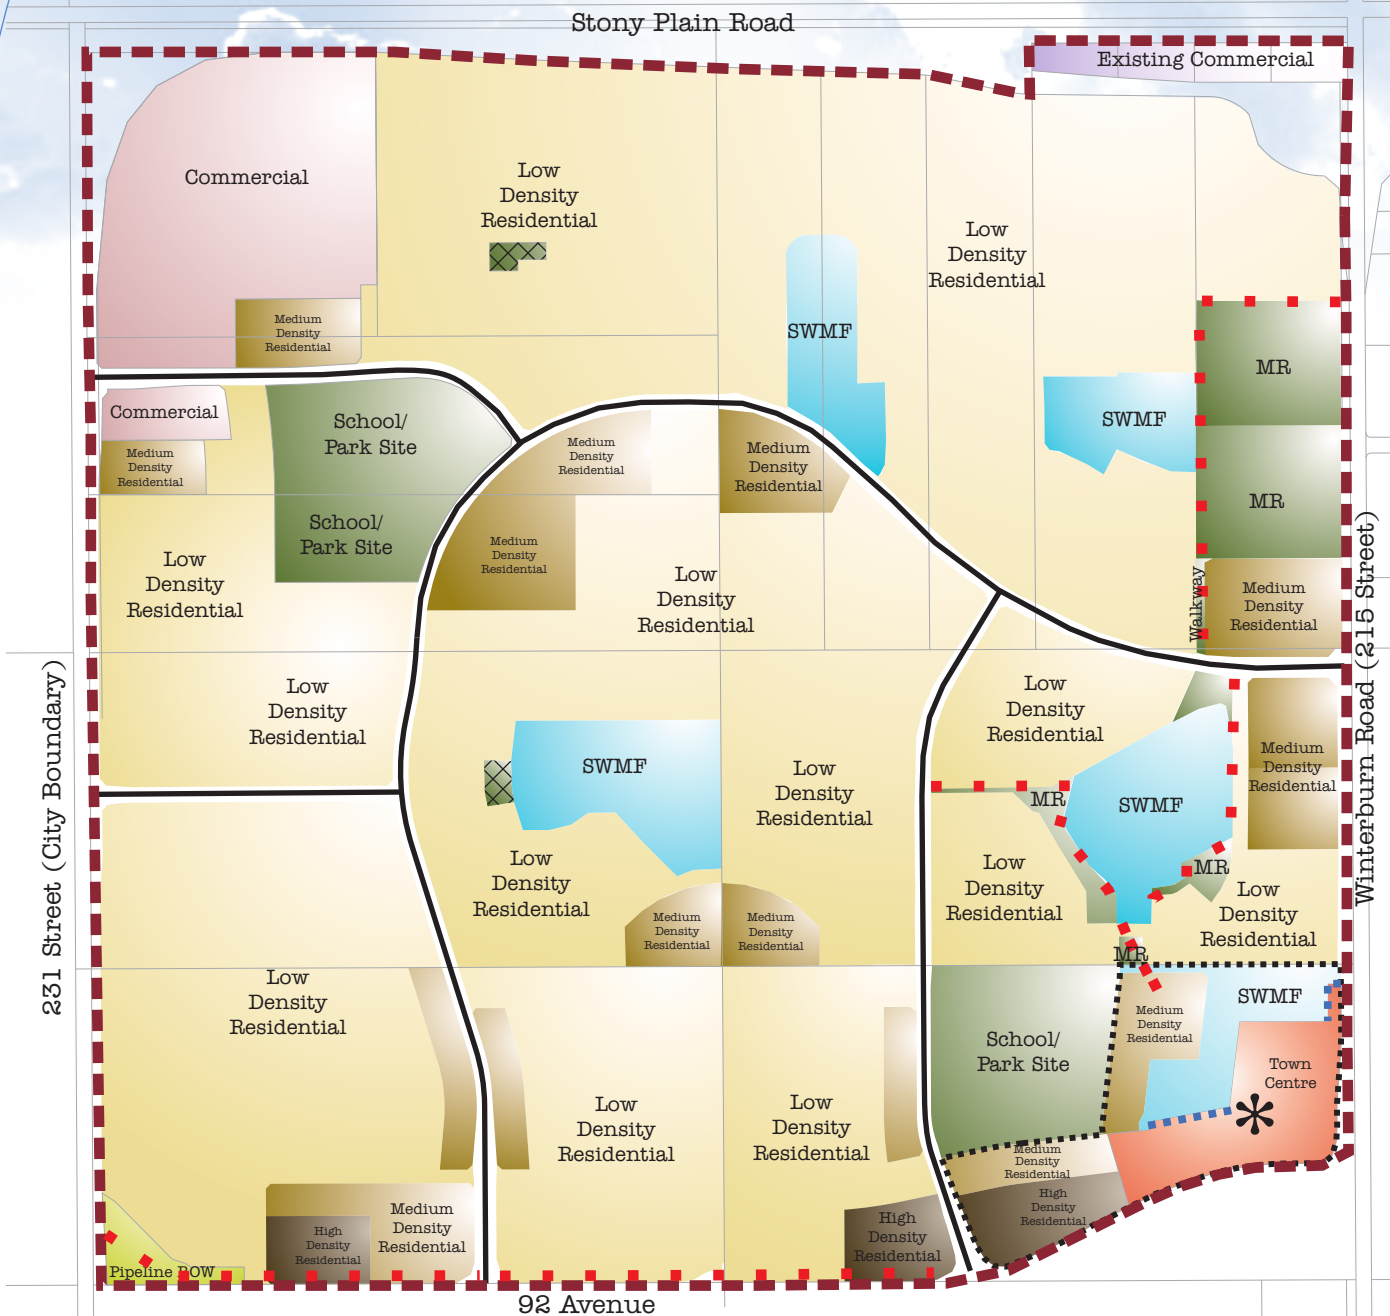 Stony Plain Road
Existing Commercial
Commercial
Low
Density
Residential
Low
Density
Residential
Medium
Density
Residential
SWMF
MR
SWMF
Commercial
School/
Park Site
Medium
Density
Residential
Medium
Density
Residential
Medium
Density
Residential
MR
School/
Park Site
Medium
Density
Residential
Low
Density
Residential
Low
Density
Residential
Walkway
Medium
Density
Residential
Winterburn Road (215 Street)
231 Street (City Boundary)
Low
Density
Residential
Low
Density
Residential
SWMF
Low
Density
Residential
MR
SWMF
Medium
Density
Residential
Low
Density
Residential
Low
Density
Residential
MR
Low
Density
Residential
Medium
Density
Residential
Medium
Density
Residential
MR
Low
Density
Residential
School/
Park Site
Medium
Density
Residential
SWMF
Town
Centre
Low
Density
Residential
Low
Density
Residential
Medium
Density
Residential
High
Density
Residential
Medium
Density
Residential
High
Density
Residential
High
Density
Residential
Pipeline ROW
92 Avenue